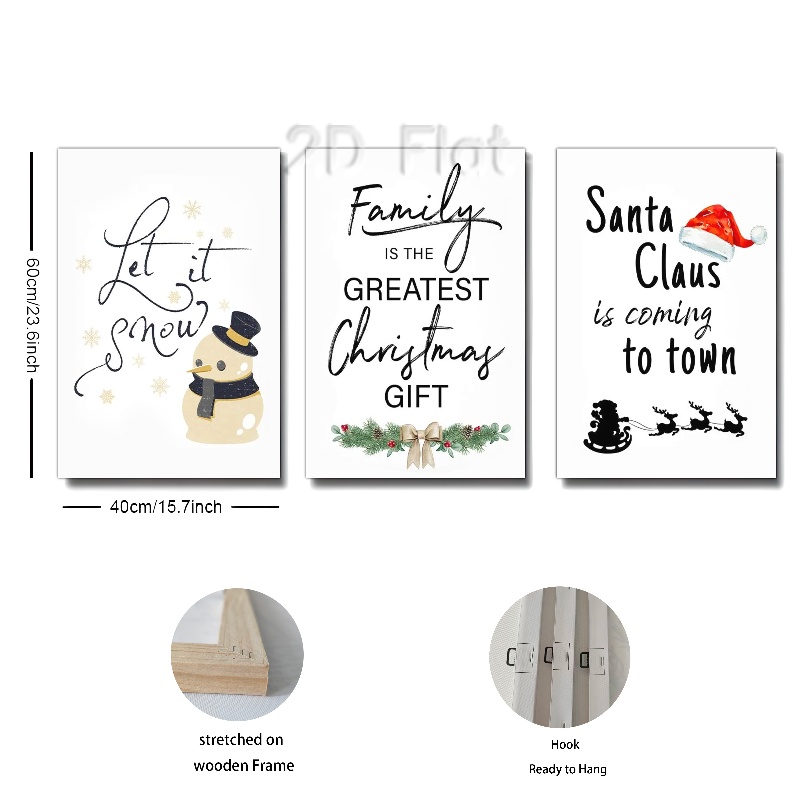 2D Flat
Let it
snow
Family
IS THE
GREATEST
Christmas
GIFT
Santa
Claus
is coming
to town
60cm/23.6inch
40cm/15.7inch
stretched on
wooden Frame
Hook
Ready to Hang